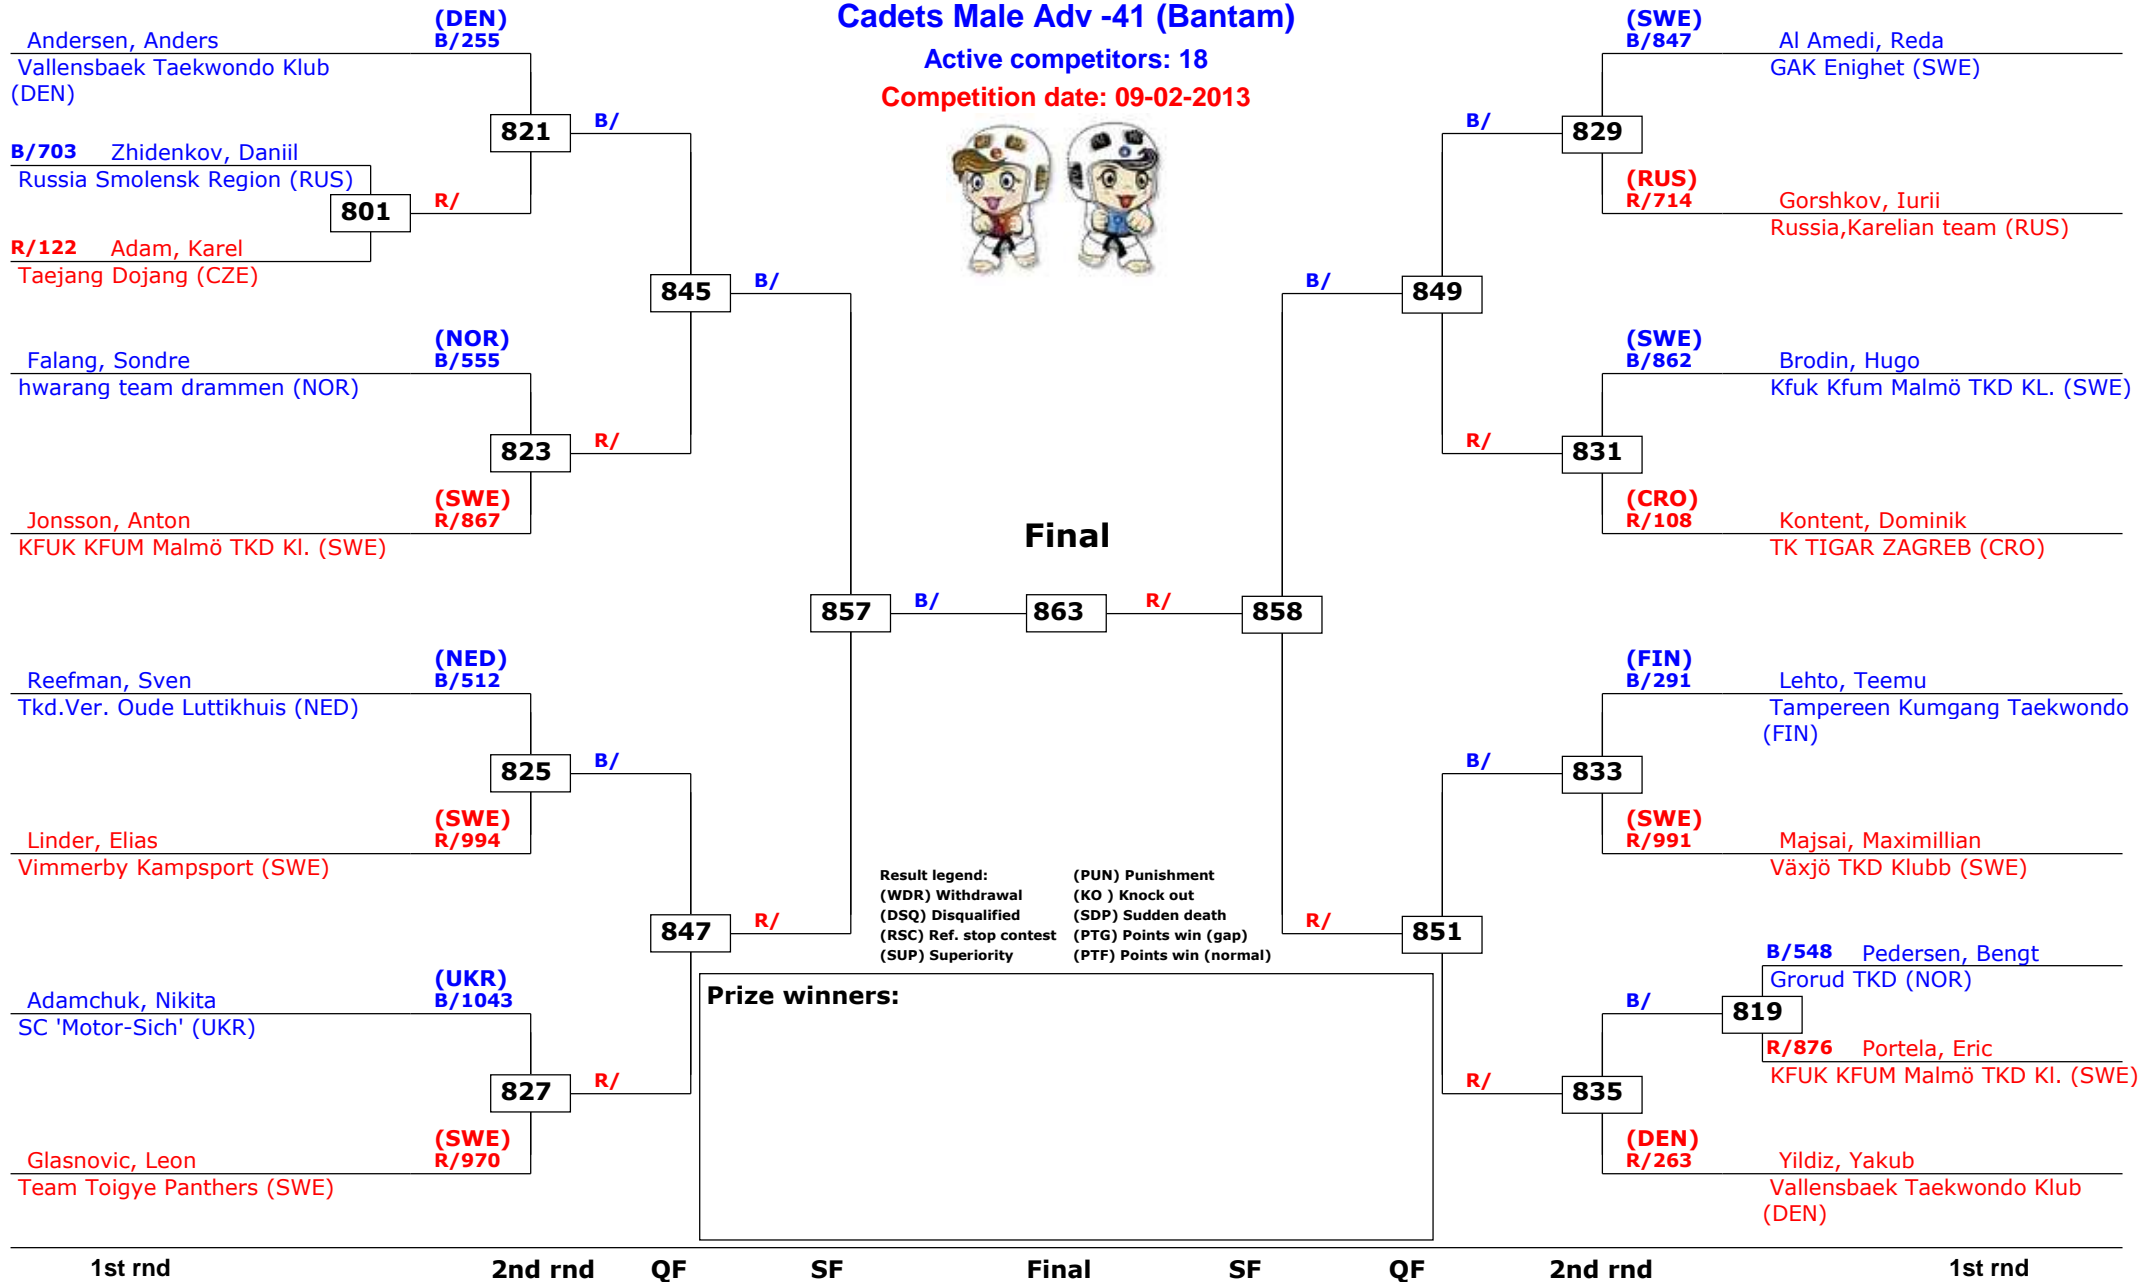 Cadets Male Adv -41 (Bantam)
Active competitors: 18
Competition date: 09-02-2013
(DEN)
Andersen, Anders B/255
Vallensbaek Taekwondo Klub
(DEN)
821
B/
B/703 Zhidenkov, Daniil
Russia Smolensk Region (RUS)
801
R/
R/122 Adam, Karel
Taejang Dojang (CZE)
845
B/
(NOR)
Falang, Sondre B/555
hwarang team drammen (NOR)
823
R/
(SWE)
Jonsson, Anton R/867
KFUK KFUM Malmö TKD Kl. (SWE)
857
B/
(NED)
Reefman, Sven B/512
Tkd.Ver. Oude Luttikhuis (NED)
825
B/
(SWE)
Linder, Elias R/994
Vimmerby Kampsport (SWE)
847
R/
(UKR)
Adamchuk, Nikita B/1043
SC 'Motor-Sich' (UKR)
827
R/
(SWE)
Glasnovic, Leon R/970
Team Toigye Panthers (SWE)
Final
863
(SWE)
B/847 Al Amedi, Reda
GAK Enighet (SWE)
B/
829
(RUS)
R/714 Gorshkov, Iurii
Russia,Karelian team (RUS)
B/
849
(SWE)
B/862 Brodin, Hugo
Kfuk Kfum Malmö TKD KL. (SWE)
R/
831
(CRO)
R/108 Kontent, Dominik
TK TIGAR ZAGREB (CRO)
R/
858
(FIN)
B/291 Lehto, Teemu
Tampereen Kumgang Taekwondo
(FIN)
B/
833
(SWE)
R/991 Majsai, Maximillian
Växjö TKD Klubb (SWE)
R/
851
B/548 Pedersen, Bengt
Grorud TKD (NOR)
B/
819
R/876 Portela, Eric
KFUK KFUM Malmö TKD Kl. (SWE)
R/
835
(DEN)
R/263 Yildiz, Yakub
Vallensbaek Taekwondo Klub
(DEN)
Result legend: (PUN) Punishment
(WDR) Withdrawal (KO ) Knock out
(DSQ) Disqualified (SDP) Sudden death
(RSC) Ref. stop contest (PTG) Points win (gap)
(SUP) Superiority (PTF) Points win (normal)
Prize winners:
1st rnd 2nd rnd QF SF Final SF QF 2nd rnd 1st rnd